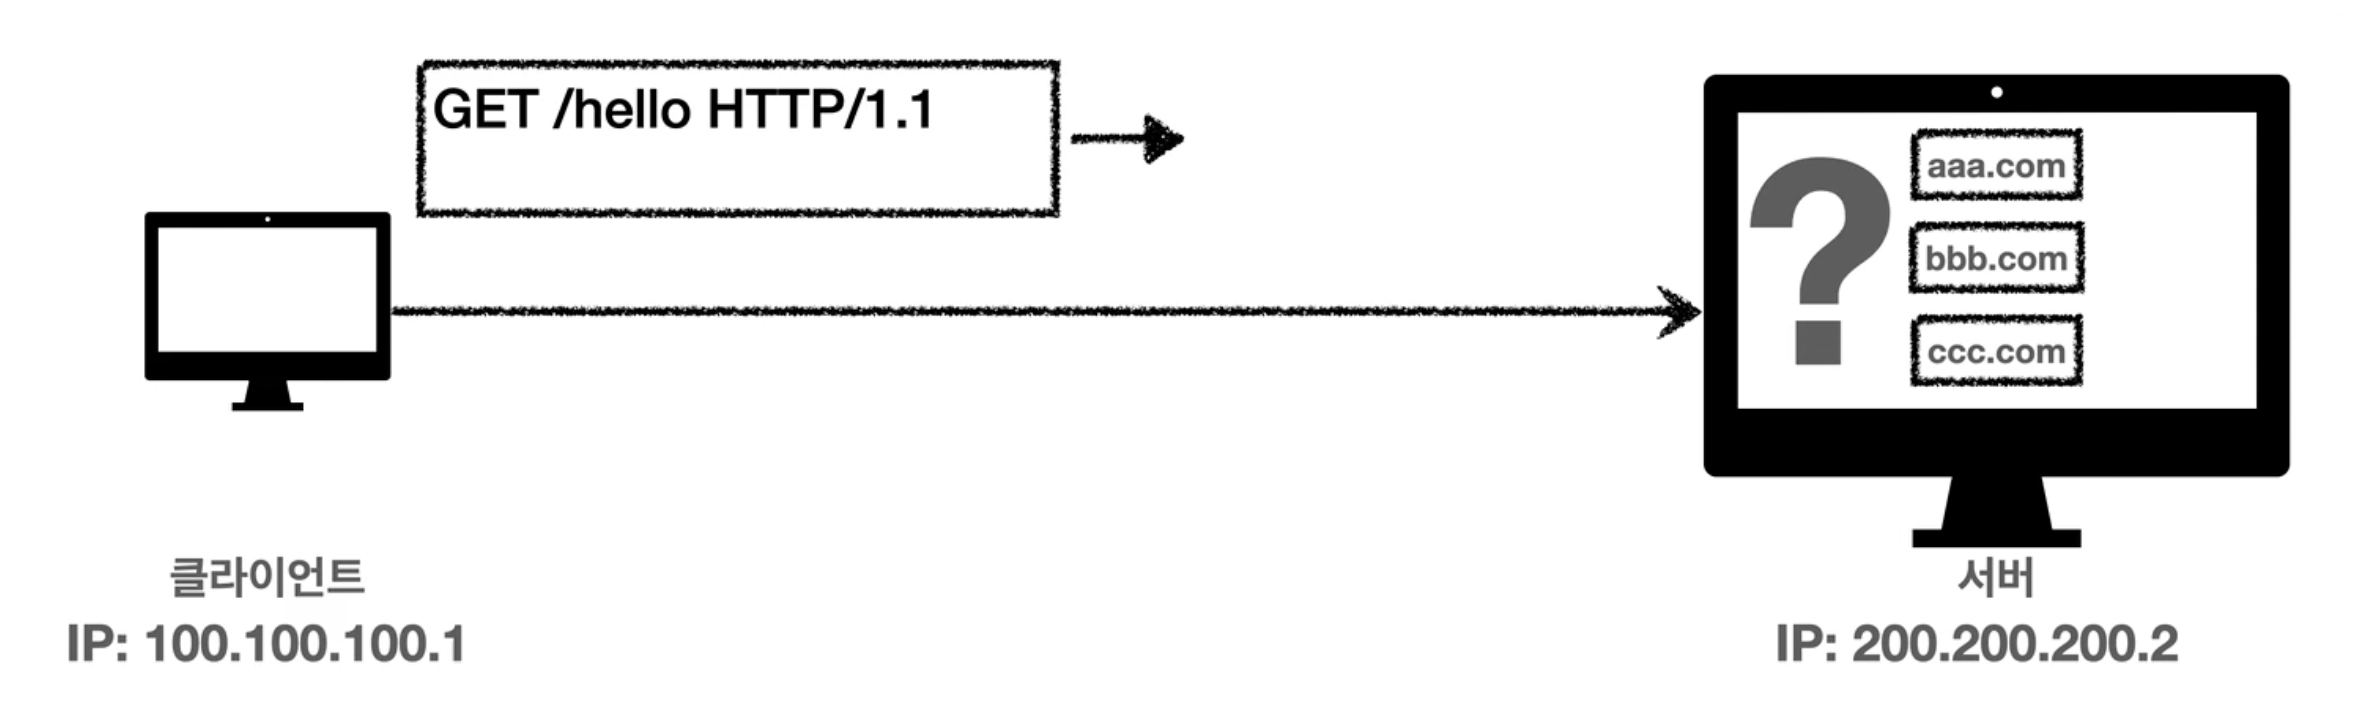 GET /hello HTTP/1.1
?
aaa.com
bbb.com
ccc.com
클라이언트
IP: 100.100.100.1
서버
IP: 200.200.200.2